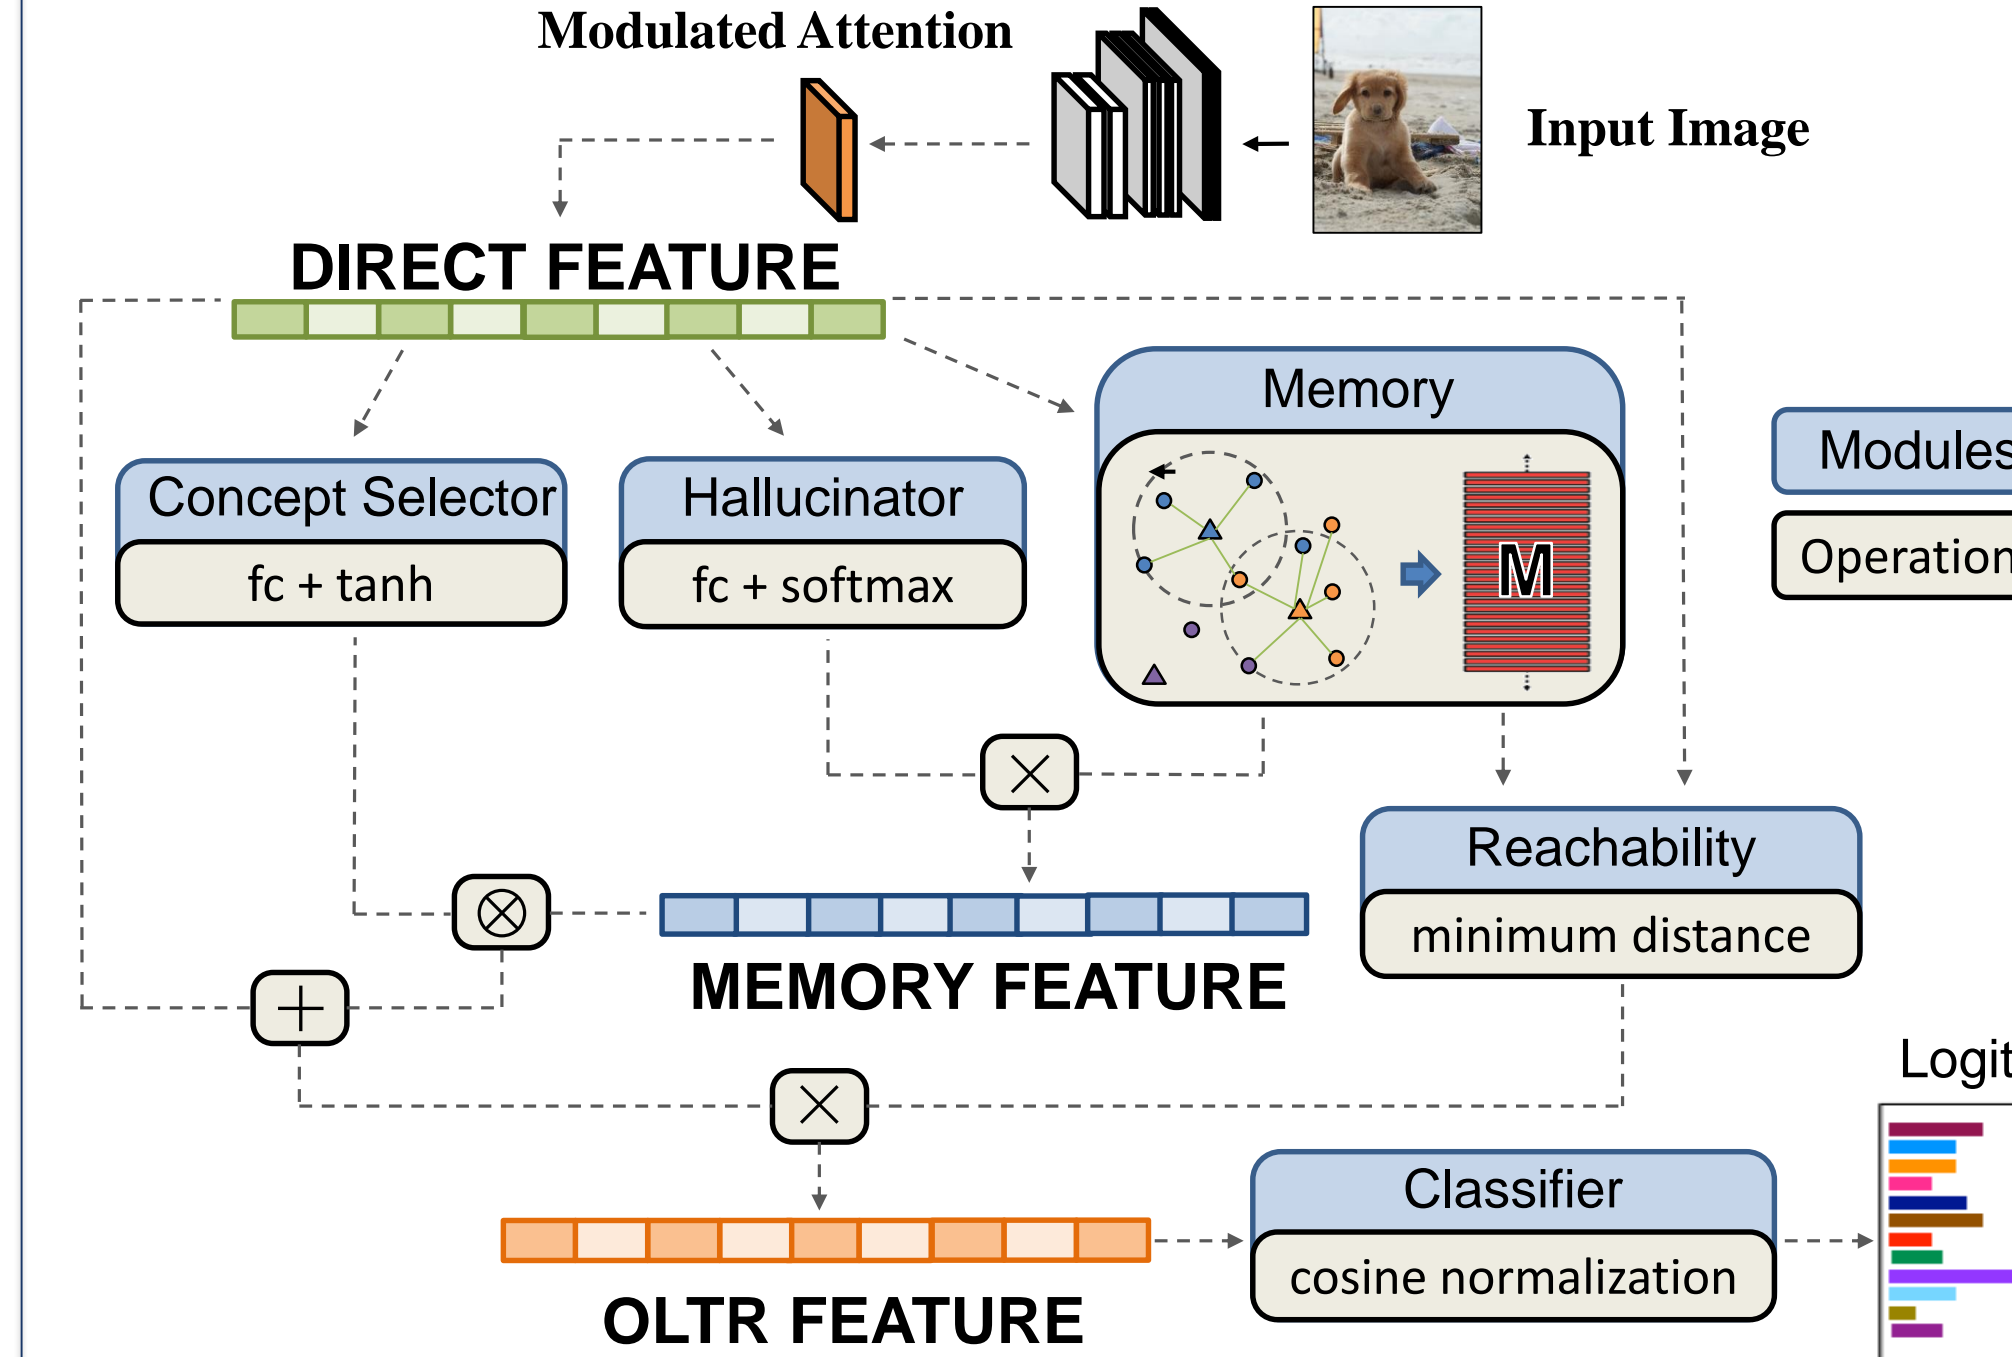 Modulated Attention
Input Image
DIRECT FEATURE
Memory
Modules
Concept Selector
Hallucinator
M
Operation
fc + tanh
fc + softmax
×
Reachability
minimum distance
⊗
MEMORY FEATURE
+
Logit
×
Classifier
cosine normalization
OLTR FEATURE